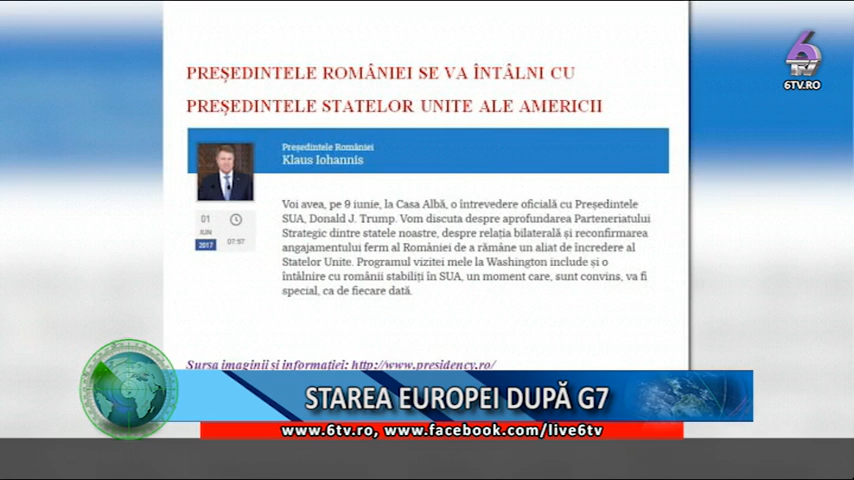 6
TV
6TV.RO
PREȘEDINTELE ROMÂNIEI SE VA ÎNTÂLNI CU
PREȘEDINTELE STATELOR UNITE ALE AMERICII
Președintele României
Klaus Iohannis
01
IUN
2017
07:57
Voi avea, pe 9 iunie, la Casa Albă, o întrevedere oficială cu Președintele
SUA, Donald J. Trump. Vom discuta despre aprofundarea Parteneriatului
Strategic dintre statele noastre, despre relația bilaterală și reconfirmarea
angajamentului ferm al României de a rămâne un aliat de încredere al
Statelor Unite. Programul vizitei mele la Washington include și o
întâlnire cu românii stabiliți în SUA, un moment care, sunt convins, va fi
special, ca de fiecare dată.
Sursa imaginii și informației: http://www.presidency.ro/
STAREA EUROPEI DUPĂ G7
www.6tv.ro, www.facebook.com/live6tv